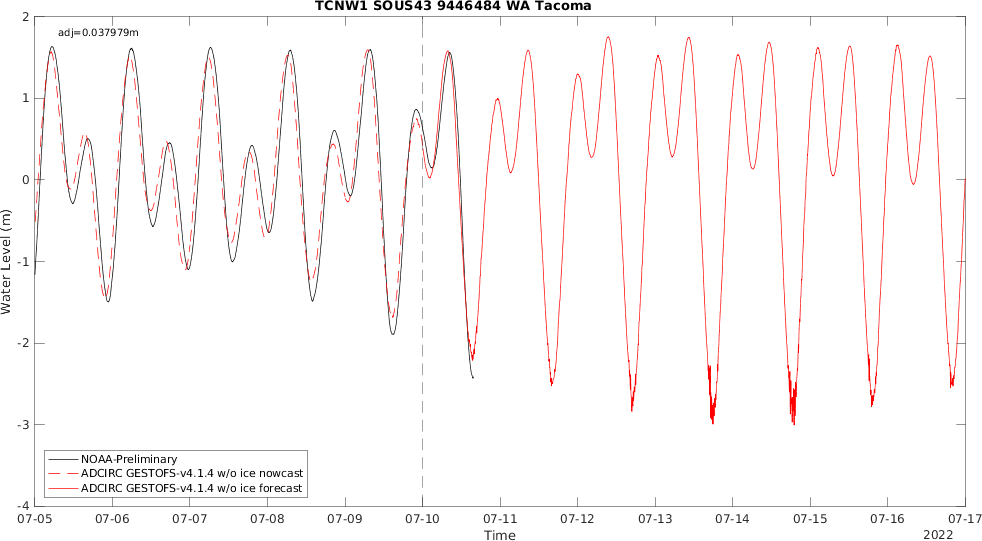 TCNW1 SOUS43 9446484 WA Tacoma
adj=0.037979m
2
1
0
-1
-2
-3
-4
Water Level (m)
NOAA-Preliminary
ADCIRC GESTOFS-v4.1.4 w/o ice nowcast
ADCIRC GESTOFS-v4.1.4 w/o ice forecast
07-05 07-06 07-07 07-08 07-09 07-10 07-11 07-12 07-13 07-14 07-15 07-16 07-17
Time
2022